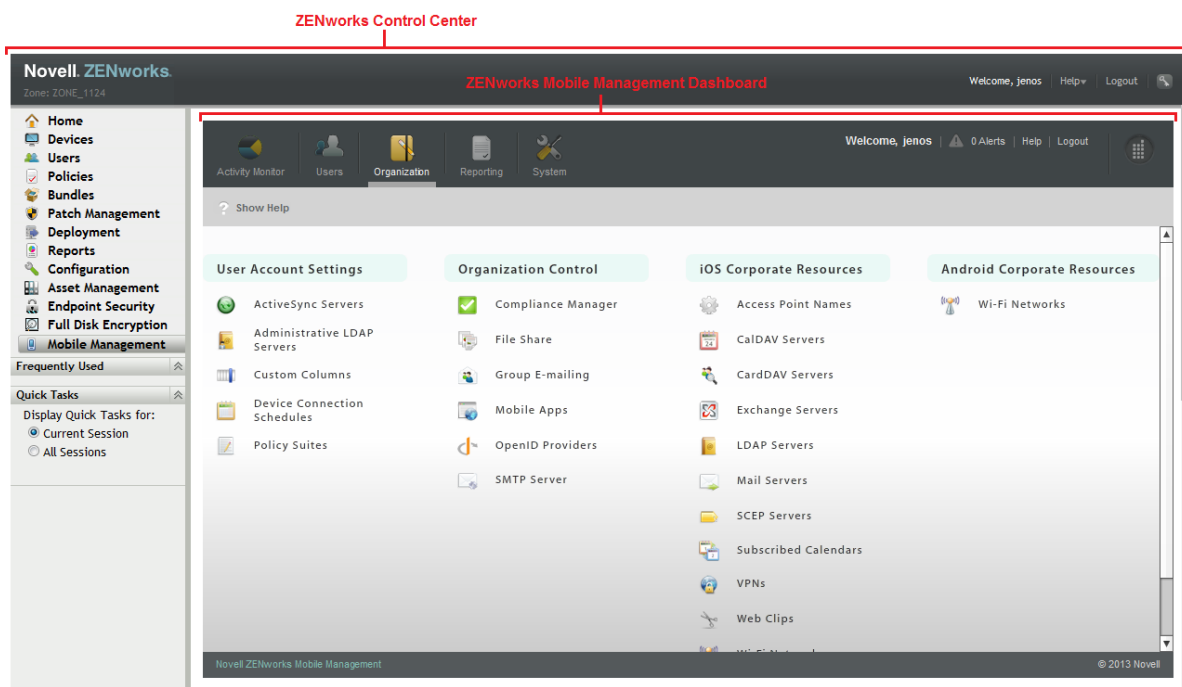 ZENworks Control Center
Novell. ZENworks.
Zone: ZONE_1124
ZENworks Mobile Management Dashboard
Welcome, jenos
Help
Logout
Home
Devices
Users
Policies
Bundles
Patch Management
Deployment
Reports
Configuration
Asset Management
Endpoint Security
Full Disk Encryption
Mobile Management
Frequently Used
Quick Tasks
Display Quick Tasks for:
Current Session
All Sessions
Activity Monitor
Users
Organization
Reporting
System
Welcome, jenos
0 Alerts
Help
Logout
? Show Help
User Account Settings
ActiveSync Servers
Administrative LDAP
Servers
Custom Columns
Device Connection
Schedules
Policy Suites
Organization Control
Compliance Manager
File Share
Group E-mailing
Mobile Apps
OpenID Providers
SMTP Server
iOS Corporate Resources
Access Point Names
CalDAV Servers
CardDAV Servers
Exchange Servers
LDAP Servers
Mail Servers
SCEP Servers
Subscribed Calendars
VPNs
Web Clips
Android Corporate Resources
Wi-Fi Networks
Novell ZENworks Mobile Management
© 2013 Novell